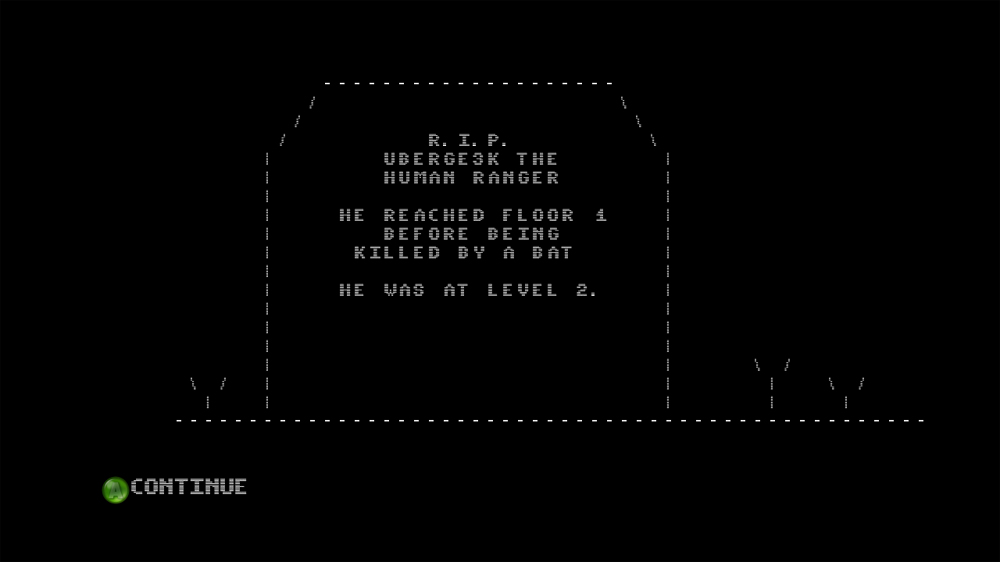 R.I.P.
UBERGE3K THE
HUMAN RANGER
HE REACHED FLOOR 1
BEFORE BEING
KILLED BY A BAT
HE WAS AT LEVEL 2.
A CONTINUE